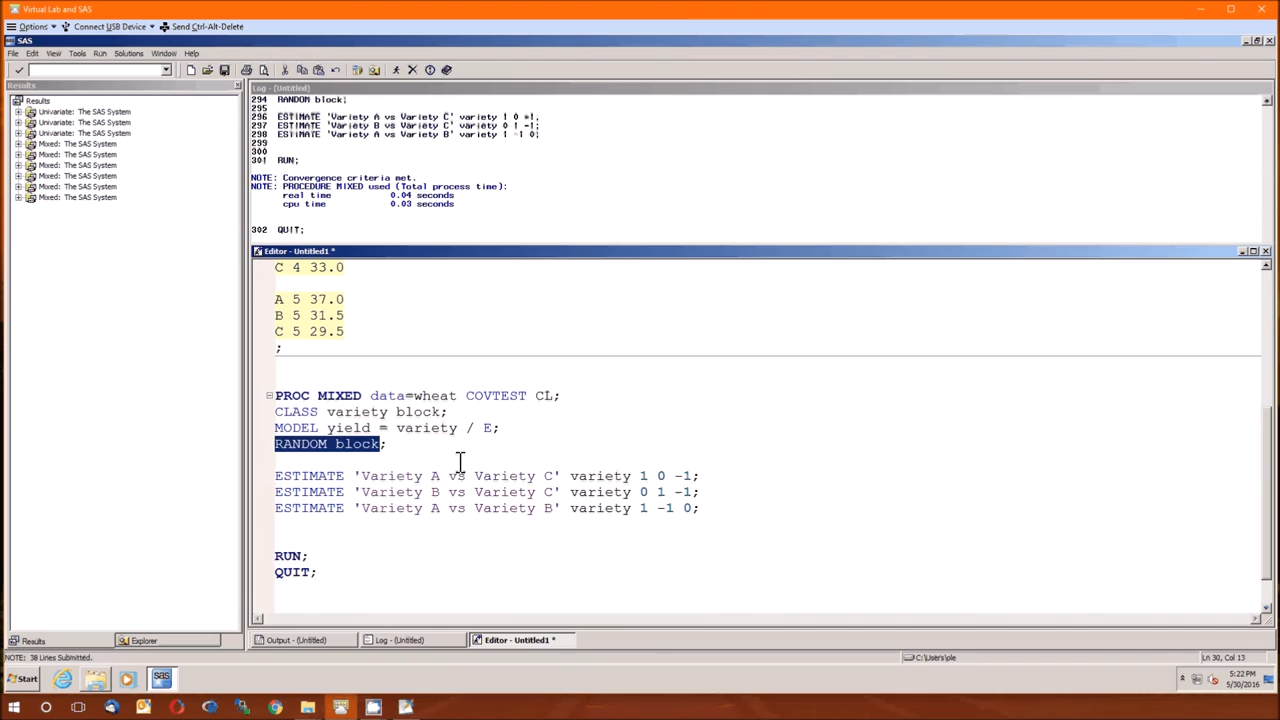 Virtual Lab and SAS
Options Connect USB Device Send Ctrl-Alt-Delete
SAS
File Edit View Tools Run Solutions Window Help
Results
Results
Univariate: The SAS System
Univariate: The SAS System
Univariate: The SAS System
Mixed: The SAS System
Mixed: The SAS System
Mixed: The SAS System
Mixed: The SAS System
Mixed: The SAS System
Mixed: The SAS System
Log - (Untitled)
294 RANDOM block;
295
296 ESTIMATE 'Variety A vs Variety C' variety 1 0 -1;
297 ESTIMATE 'Variety B vs Variety C' variety 0 1 -1;
298 ESTIMATE 'Variety A vs Variety B' variety 1 -1 0;
299
300
301 RUN;
NOTE: Convergence criteria met.
NOTE: PROCEDURE MIXED used (Total process time):
real time 0.04 seconds
cpu time 0.03 seconds
302 QUIT;
Editor - Untitled1 *
C 4 33.0
A 5 37.0
B 5 31.5
C 5 29.5
;
PROC MIXED data=wheat COVTEST CL;
CLASS variety block;
MODEL yield = variety / E;
RANDOM block;
ESTIMATE 'Variety A vs Variety C' variety 1 0 -1;
ESTIMATE 'Variety B vs Variety C' variety 0 1 -1;
ESTIMATE 'Variety A vs Variety B' variety 1 -1 0;
RUN;
QUIT;
Results Explorer Output - (Untitled) Log - (Untitled) Editor - Untitled1 *
NOTE: 38 Lines Submitted. C:\Users\ple Ln 30, Col 13
Start 5:22 PM
5/30/2016